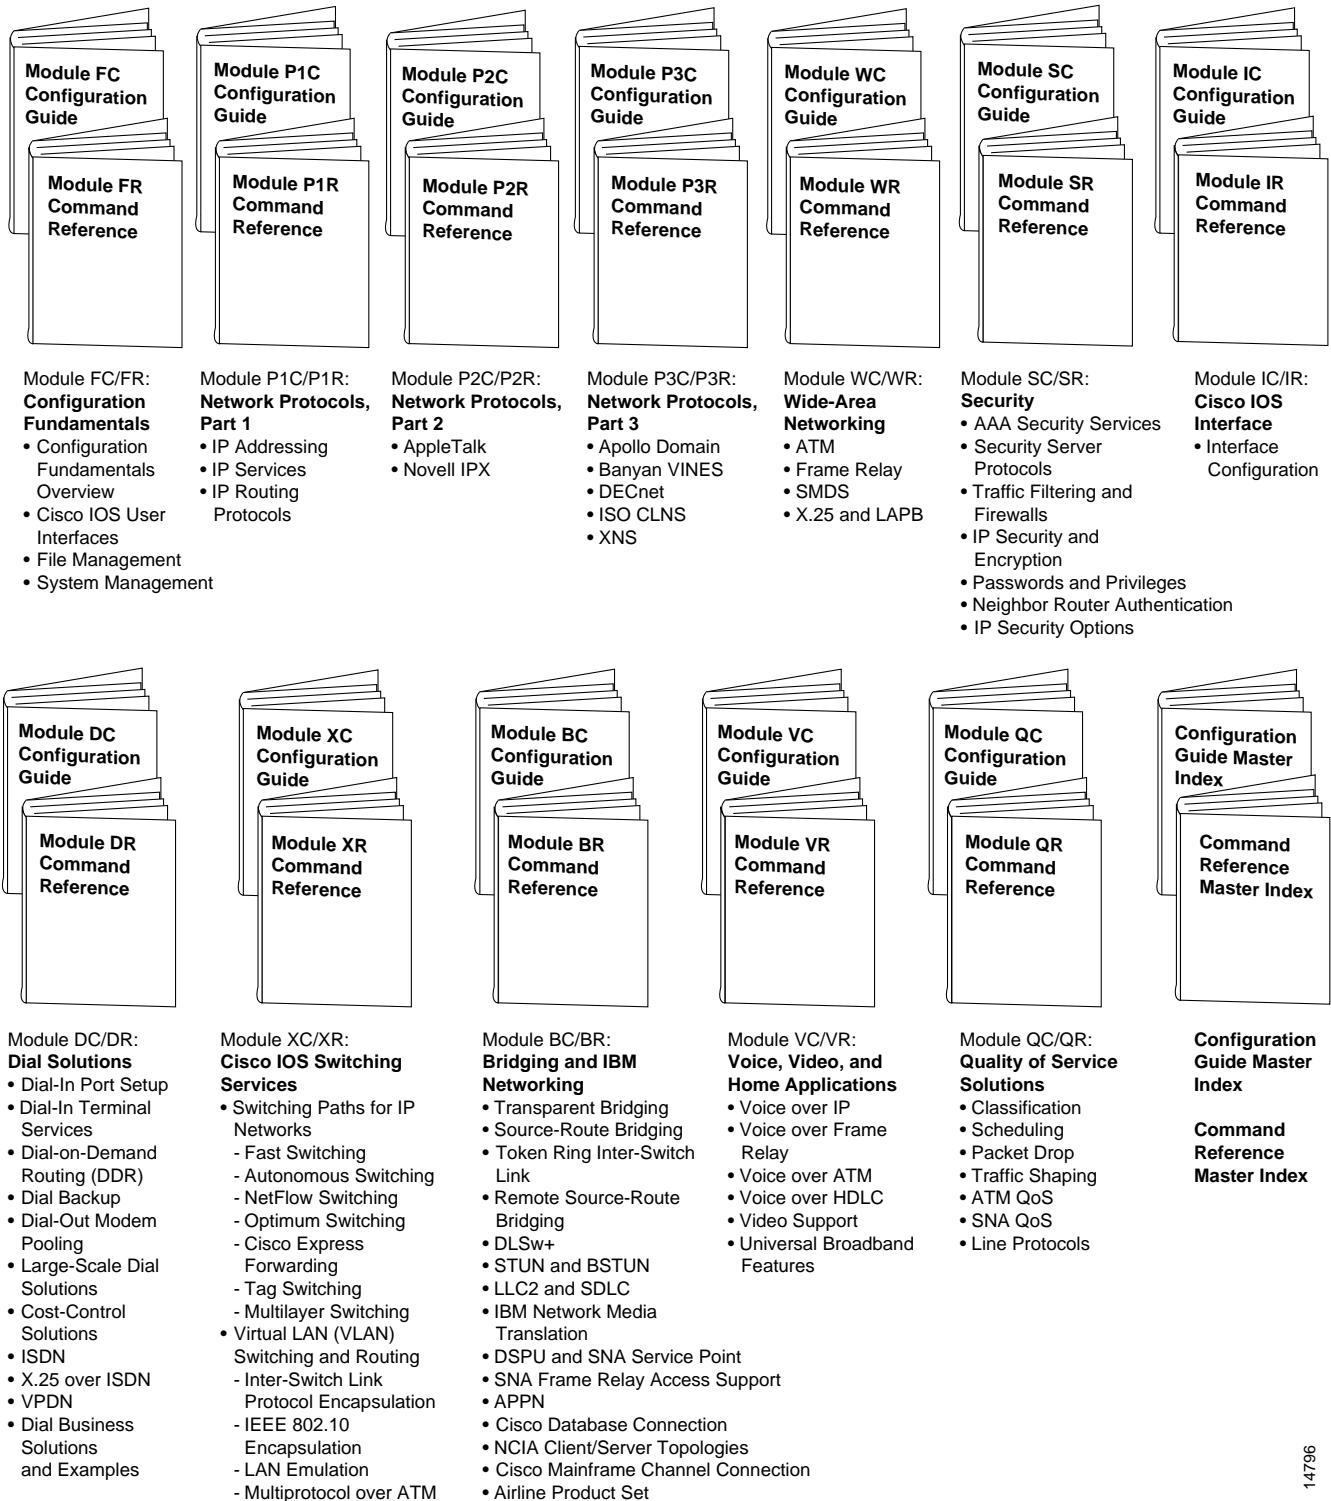 Module FC
Configuration
Guide
Module FR
Command
Reference
Module P1C
Configuration
Guide
Module P1R
Command
Reference
Module P2C
Configuration
Guide
Module P2R
Command
Reference
Module P3C
Configuration
Guide
Module P3R
Command
Reference
Module WC
Configuration
Guide
Module WR
Command
Reference
Module SC
Configuration
Guide
Module SR
Command
Reference
Module IC
Configuration
Guide
Module IR
Command
Reference
Module FC/FR:
Configuration
Fundamentals
• Configuration
Fundamentals
Overview
• Cisco IOS User
Interfaces
• File Management
• System Management
Module P1C/P1R:
Network Protocols,
Part 1
• IP Addressing
• IP Services
• IP Routing
Protocols
Module P2C/P2R:
Network Protocols,
Part 2
• AppleTalk
• Novell IPX
Module P3C/P3R:
Network Protocols,
Part 3
• Apollo Domain
• Banyan VINES
• DECnet
• ISO CLNS
• XNS
Module WC/WR:
Wide-Area
Networking
• ATM
• Frame Relay
• SMDS
• X.25 and LAPB
Module SC/SR:
Security
• AAA Security Services
• Security Server
Protocols
• Traffic Filtering and
Firewalls
• IP Security and
Encryption
• Passwords and Privileges
• Neighbor Router Authentication
• IP Security Options
Module IC/IR:
Cisco IOS
Interface
• Interface
Configuration
Module DC
Configuration
Guide
Module DR
Command
Reference
Module XC
Configuration
Guide
Module XR
Command
Reference
Module BC
Configuration
Guide
Module BR
Command
Reference
Module VC
Configuration
Guide
Module VR
Command
Reference
Module QC
Configuration
Guide
Module QR
Command
Reference
Configuration
Guide Master
Index
Command
Reference
Master Index
Module DC/DR:
Dial Solutions
• Dial-In Port Setup
• Dial-In Terminal
Services
• Dial-on-Demand
Routing (DDR)
• Dial Backup
• Dial-Out Modem
Pooling
• Large-Scale Dial
Solutions
• Cost-Control
Solutions
• ISDN
• X.25 over ISDN
• VPDN
• Dial Business
Solutions
and Examples
Module XC/XR:
Cisco IOS Switching
Services
• Switching Paths for IP
Networks
- Fast Switching
- Autonomous Switching
- NetFlow Switching
- Optimum Switching
- Cisco Express
Forwarding
- Tag Switching
- Multilayer Switching
• Virtual LAN (VLAN)
Switching and Routing
- Inter-Switch Link
Protocol Encapsulation
- IEEE 802.10
Encapsulation
- LAN Emulation
- Multiprotocol over ATM
Module BC/BR:
Bridging and IBM
Networking
• Transparent Bridging
• Source-Route Bridging
• Token Ring Inter-Switch
Link
• Remote Source-Route
Bridging
• DLSw+
• STUN and BSTUN
• LLC2 and SDLC
• IBM Network Media
Translation
• DSPU and SNA Service Point
• SNA Frame Relay Access Support
• APPN
• Cisco Database Connection
• NCIA Client/Server Topologies
• Cisco Mainframe Channel Connection
• Airline Product Set
Module VC/VR:
Voice, Video, and
Home Applications
• Voice over IP
• Voice over Frame
Relay
• Voice over ATM
• Voice over HDLC
• Video Support
• Universal Broadband
Features
Module QC/QR:
Quality of Service
Solutions
• Classification
• Scheduling
• Packet Drop
• Traffic Shaping
• ATM QoS
• SNA QoS
• Line Protocols
Configuration
Guide Master
Index
Command
Reference
Master Index
14796